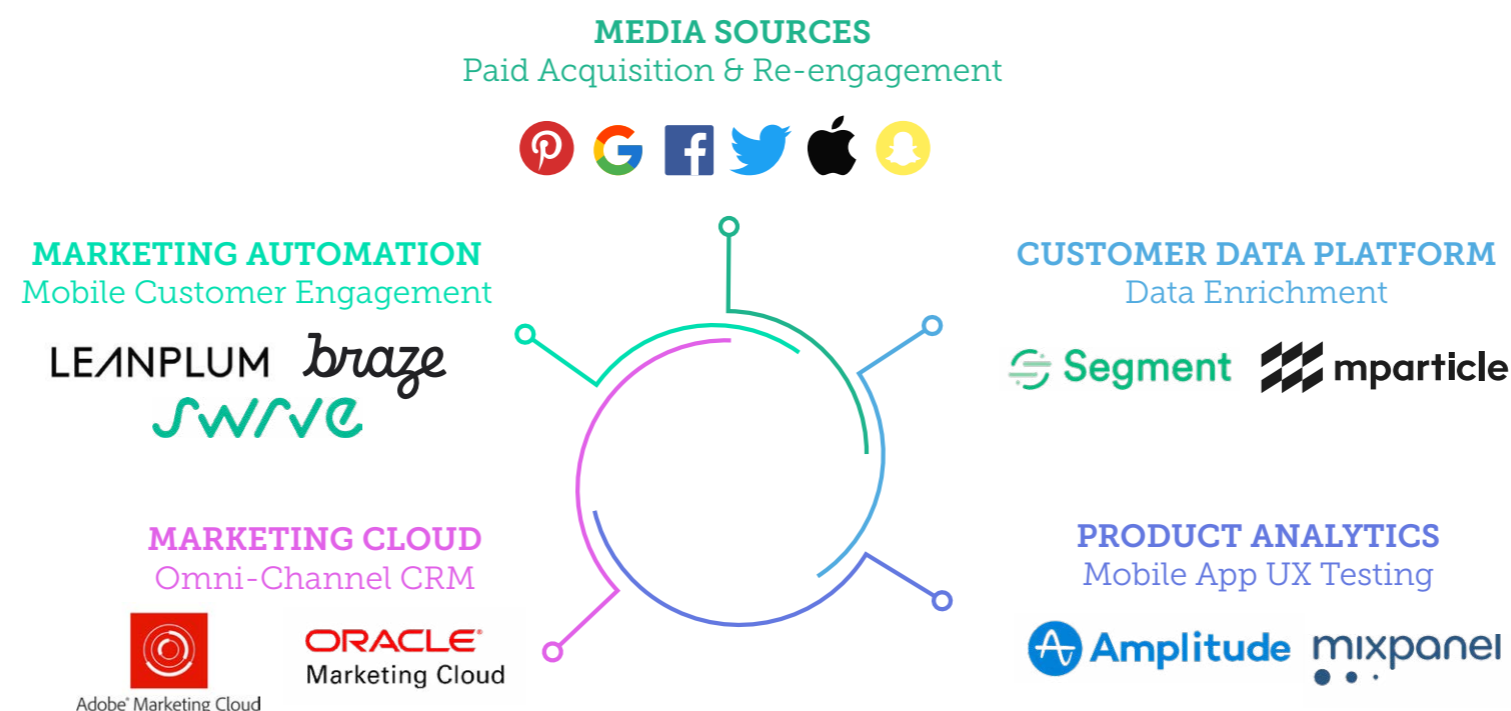 MEDIA SOURCES
Paid Acquisition & Re-engagement
MARKETING AUTOMATION
Mobile Customer Engagement
LEANPLUM braze
swrve
CUSTOMER DATA PLATFORM
Data Enrichment
Segment mparticle
MARKETING CLOUD
Omni-Channel CRM
Adobe® Marketing Cloud
ORACLE®
Marketing Cloud
PRODUCT ANALYTICS
Mobile App UX Testing
Amplitude mixpanel